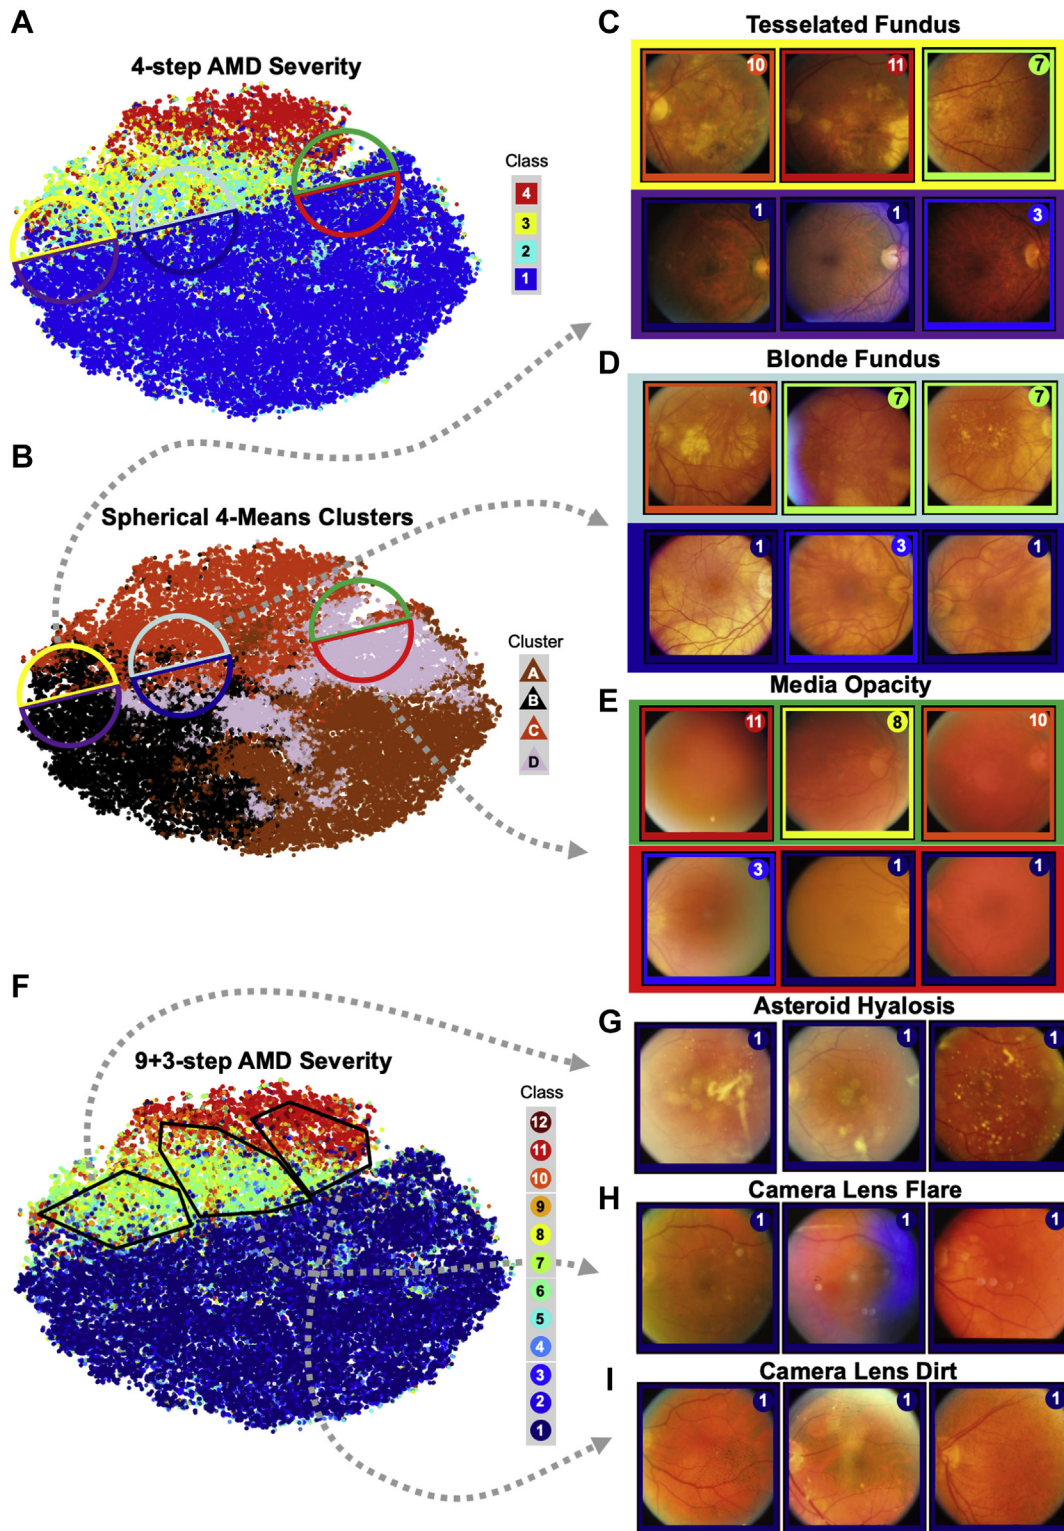 A
4-step AMD Severity
Class
4
3
2
1
B
Spherical 4-Means Clusters
Cluster
A
B
C
D
F
9+3-step AMD Severity
Class
12
11
10
9
8
7
6
5
4
3
2
1
C
Tesselated Fundus
10
11
7
1
1
3
D
Blonde Fundus
10
7
7
1
3
1
E
Media Opacity
11
8
10
3
1
1
G
Asteroid Hyalosis
1
1
1
H
Camera Lens Flare
1
1
1
I
Camera Lens Dirt
1
1
1